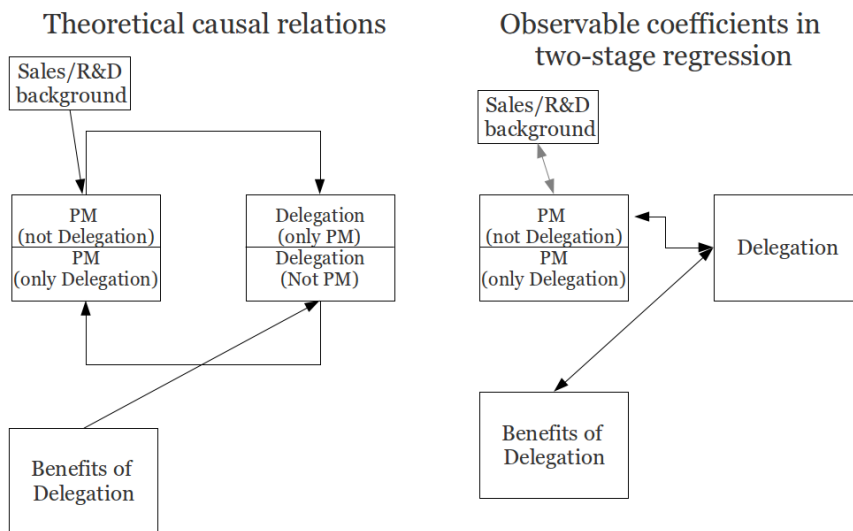 Theoretical causal relations
Sales/R&D
background
PM
(not Delegation)
PM
(only Delegation)
Delegation
(only PM)
Delegation
(Not PM)
Benefits of
Delegation
Observable coefficients in
two-stage regression
Sales/R&D
background
PM
(not Delegation)
PM
(only Delegation)
Delegation
Benefits of
Delegation